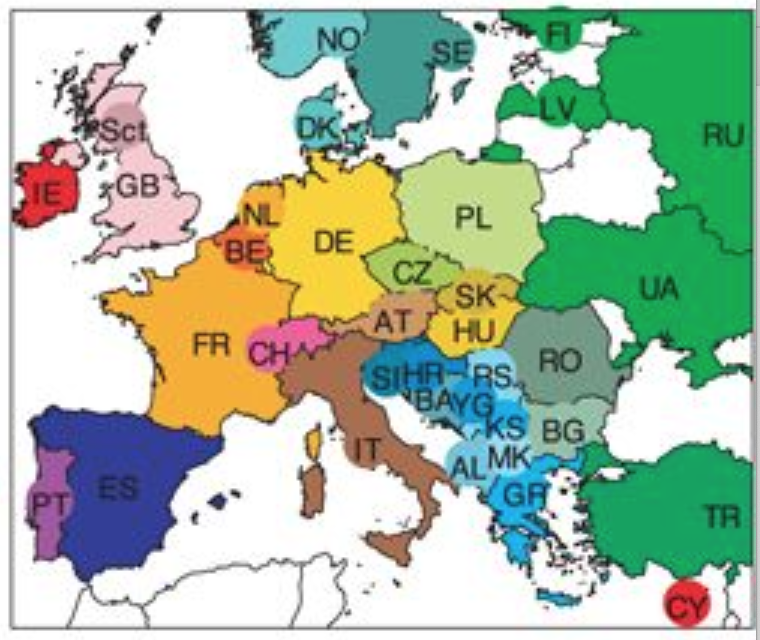 NO
SE
FI
LV
RU
Sct
DK
IE
GB
NL
BE
DE
PL
CZ
SK
UA
AT
HU
FR
CH
SI
HR
RS
RO
BA
YG
KS
BG
IT
AL
MK
GR
PT
ES
TR
CY